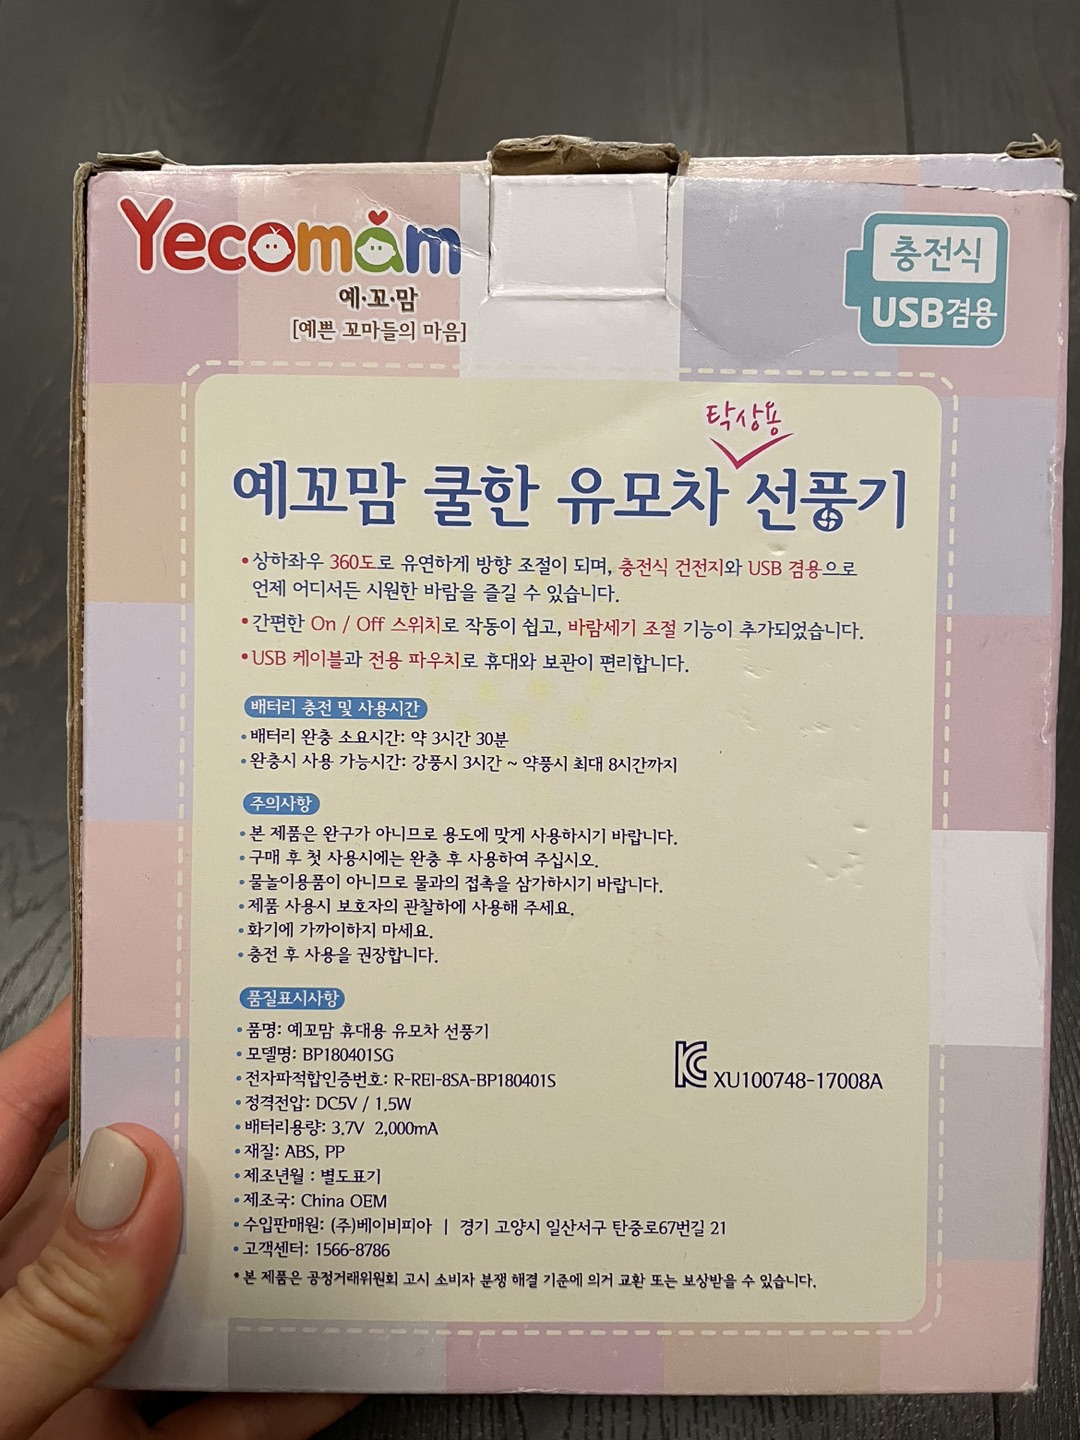 Yecomam
예·꼬·맘
[예쁜 꼬마들의 마음]
충전식
USB겸용
탁상용
예꼬맘 쿨한 유모차 선풍기
• 상하좌우 360도로 유연하게 방향 조절이 되며, 충전식 건전지와 USB 겸용으로
언제 어디서든 시원한 바람을 즐길 수 있습니다.
• 간편한 On / Off 스위치로 작동이 쉽고, 바람세기 조절 기능이 추가되었습니다.
• USB 케이블과 전용 파우치로 휴대와 보관이 편리합니다.
배터리 충전 및 사용시간
• 배터리 완충 소요시간: 약 3시간 30분
• 완충시 사용 가능시간: 강풍시 3시간 ~ 약풍시 최대 8시간까지
주의사항
• 본 제품은 완구가 아니므로 용도에 맞게 사용하시기 바랍니다.
• 구매 후 첫 사용시에는 완충 후 사용하여 주십시오.
• 물놀이용품이 아니므로 물과의 접촉을 삼가하시기 바랍니다.
• 제품 사용시 보호자의 관찰하에 사용해 주세요.
• 화기에 가까이하지 마세요.
• 충전 후 사용을 권장합니다.
품질표시사항
• 품명: 예꼬맘 휴대용 유모차 선풍기
• 모델명: BP180401SG
• 전자파적합인증번호: R-REI-8SA-BP180401S
• 정격전압: DC5V / 1.5W
• 배터리용량: 3.7V 2,000mA
• 재질: ABS, PP
• 제조년월 : 별도표기
• 제조국: China OEM
• 수입판매원: (주)베이비피아 | 경기 고양시 일산서구 탄중로67번길 21
• 고객센터: 1566-8786
• 본 제품은 공정거래위원회 고시 소비자 분쟁 해결 기준에 의거 교환 또는 보상받을 수 있습니다.
KC XU100748-17008A